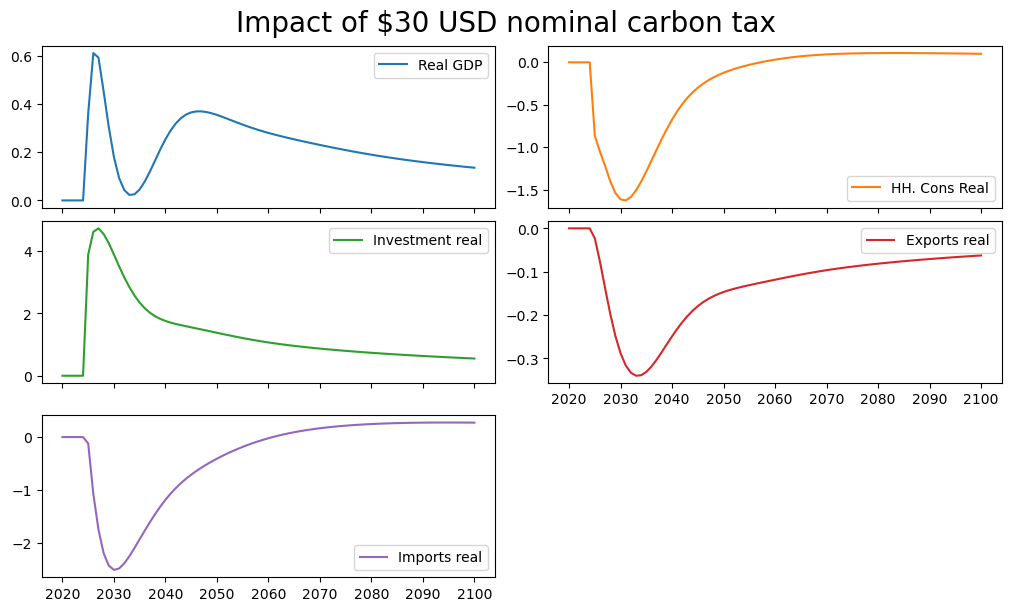 Impact of $30 USD nominal carbon tax
0.6
0.4
0.2
0.0
Real GDP
0.0
−0.5
−1.0
−1.5
HH. Cons Real
4
2
0
Investment real
0.0
−0.1
−0.2
−0.3
Exports real
2020 2030 2040 2050 2060 2070 2080 2090 2100
0
−1
−2
Imports real
2020 2030 2040 2050 2060 2070 2080 2090 2100